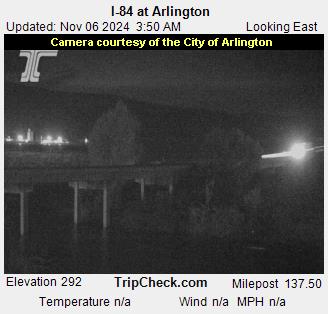 I-84 at Arlington
Updated: Nov 06 2024 3:50 AM Looking East
Camera courtesy of the City of Arlington
Elevation 292 TripCheck.com Milepost 137.50
Temperature n/a Wind n/a MPH n/a